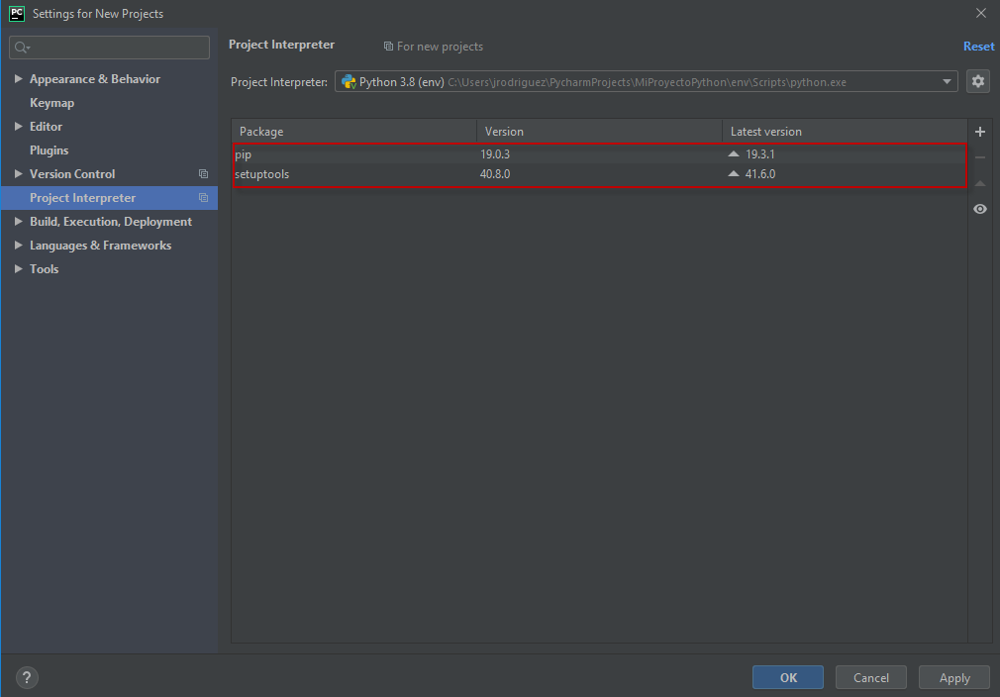 PC Settings for New Projects
Appearance & Behavior
Keymap
Editor
Plugins
Version Control
Project Interpreter
Build, Execution, Deployment
Languages & Frameworks
Tools
Project Interpreter For new projects Reset
Project Interpreter: Python 3.8 (env) C:\Users\jrodriguez\PycharmProjects\MiProyectoPython\env\Scripts\python.exe
Package Version Latest version
pip 19.0.3 19.3.1
setuptools 40.8.0 41.6.0
? OK Cancel Apply